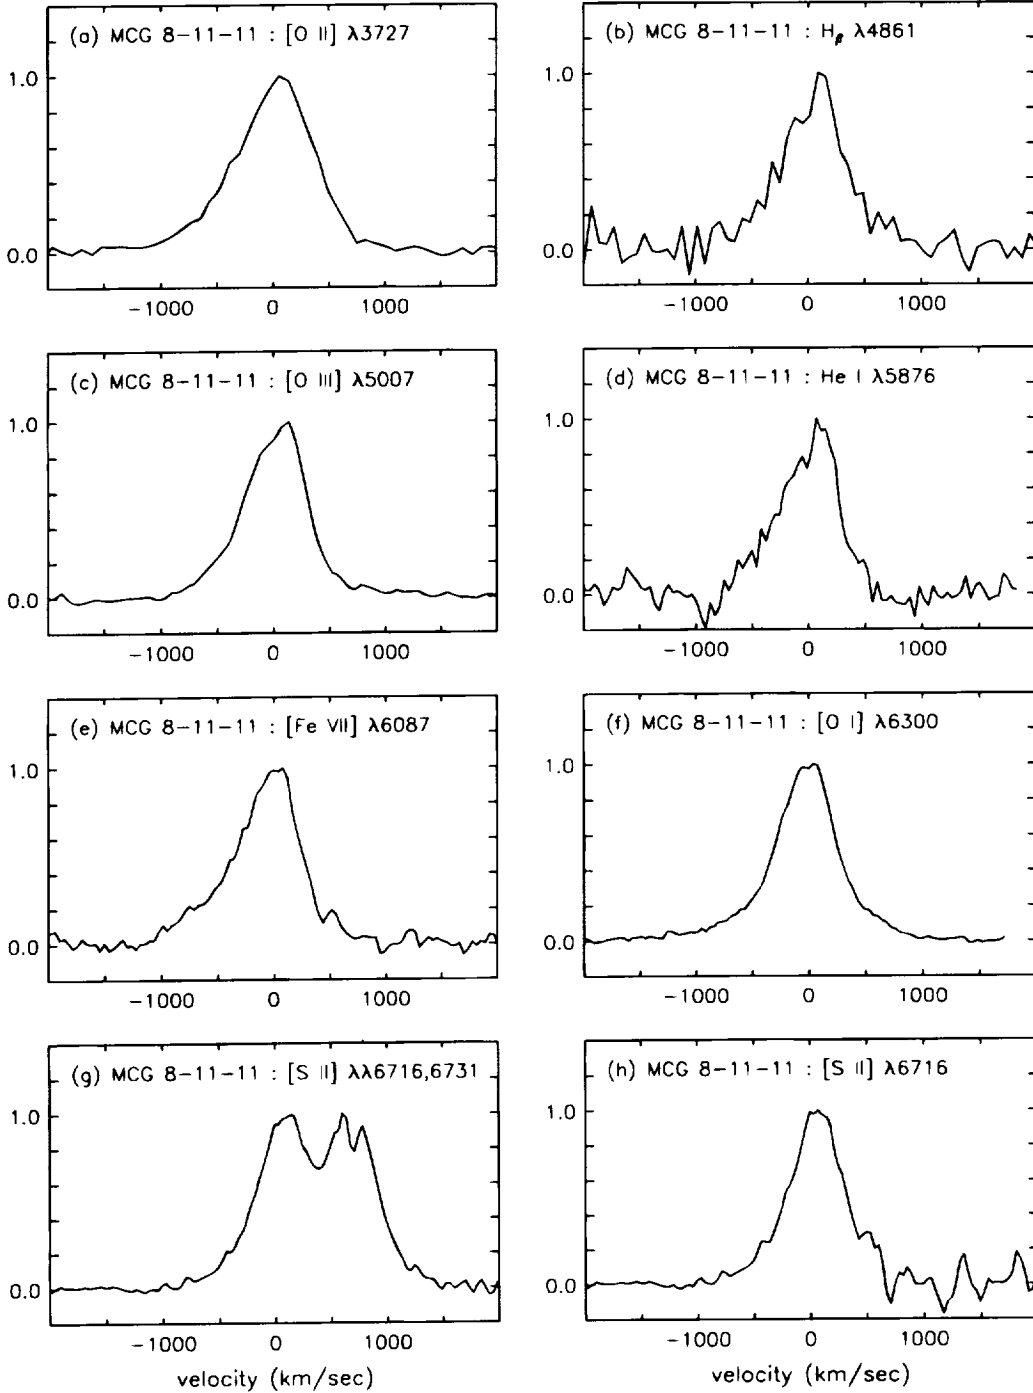 (a) MCG 8-11-11 : [O II] λ3727
1.0
0.0
-1000 0 1000
(b) MCG 8-11-11 : Hβ λ4861
1.0
0.0
-1000 0 1000
(c) MCG 8-11-11 : [O III] λ5007
1.0
0.0
-1000 0 1000
(d) MCG 8-11-11 : He I λ5876
1.0
0.0
-1000 0 1000
(e) MCG 8-11-11 : [Fe VII] λ6087
1.0
0.0
-1000 0 1000
(f) MCG 8-11-11 : [O I] λ6300
1.0
0.0
-1000 0 1000
(g) MCG 8-11-11 : [S II] λλ6716,6731
1.0
0.0
-1000 0 1000
velocity (km/sec)
(h) MCG 8-11-11 : [S II] λ6716
1.0
0.0
-1000 0 1000
velocity (km/sec)